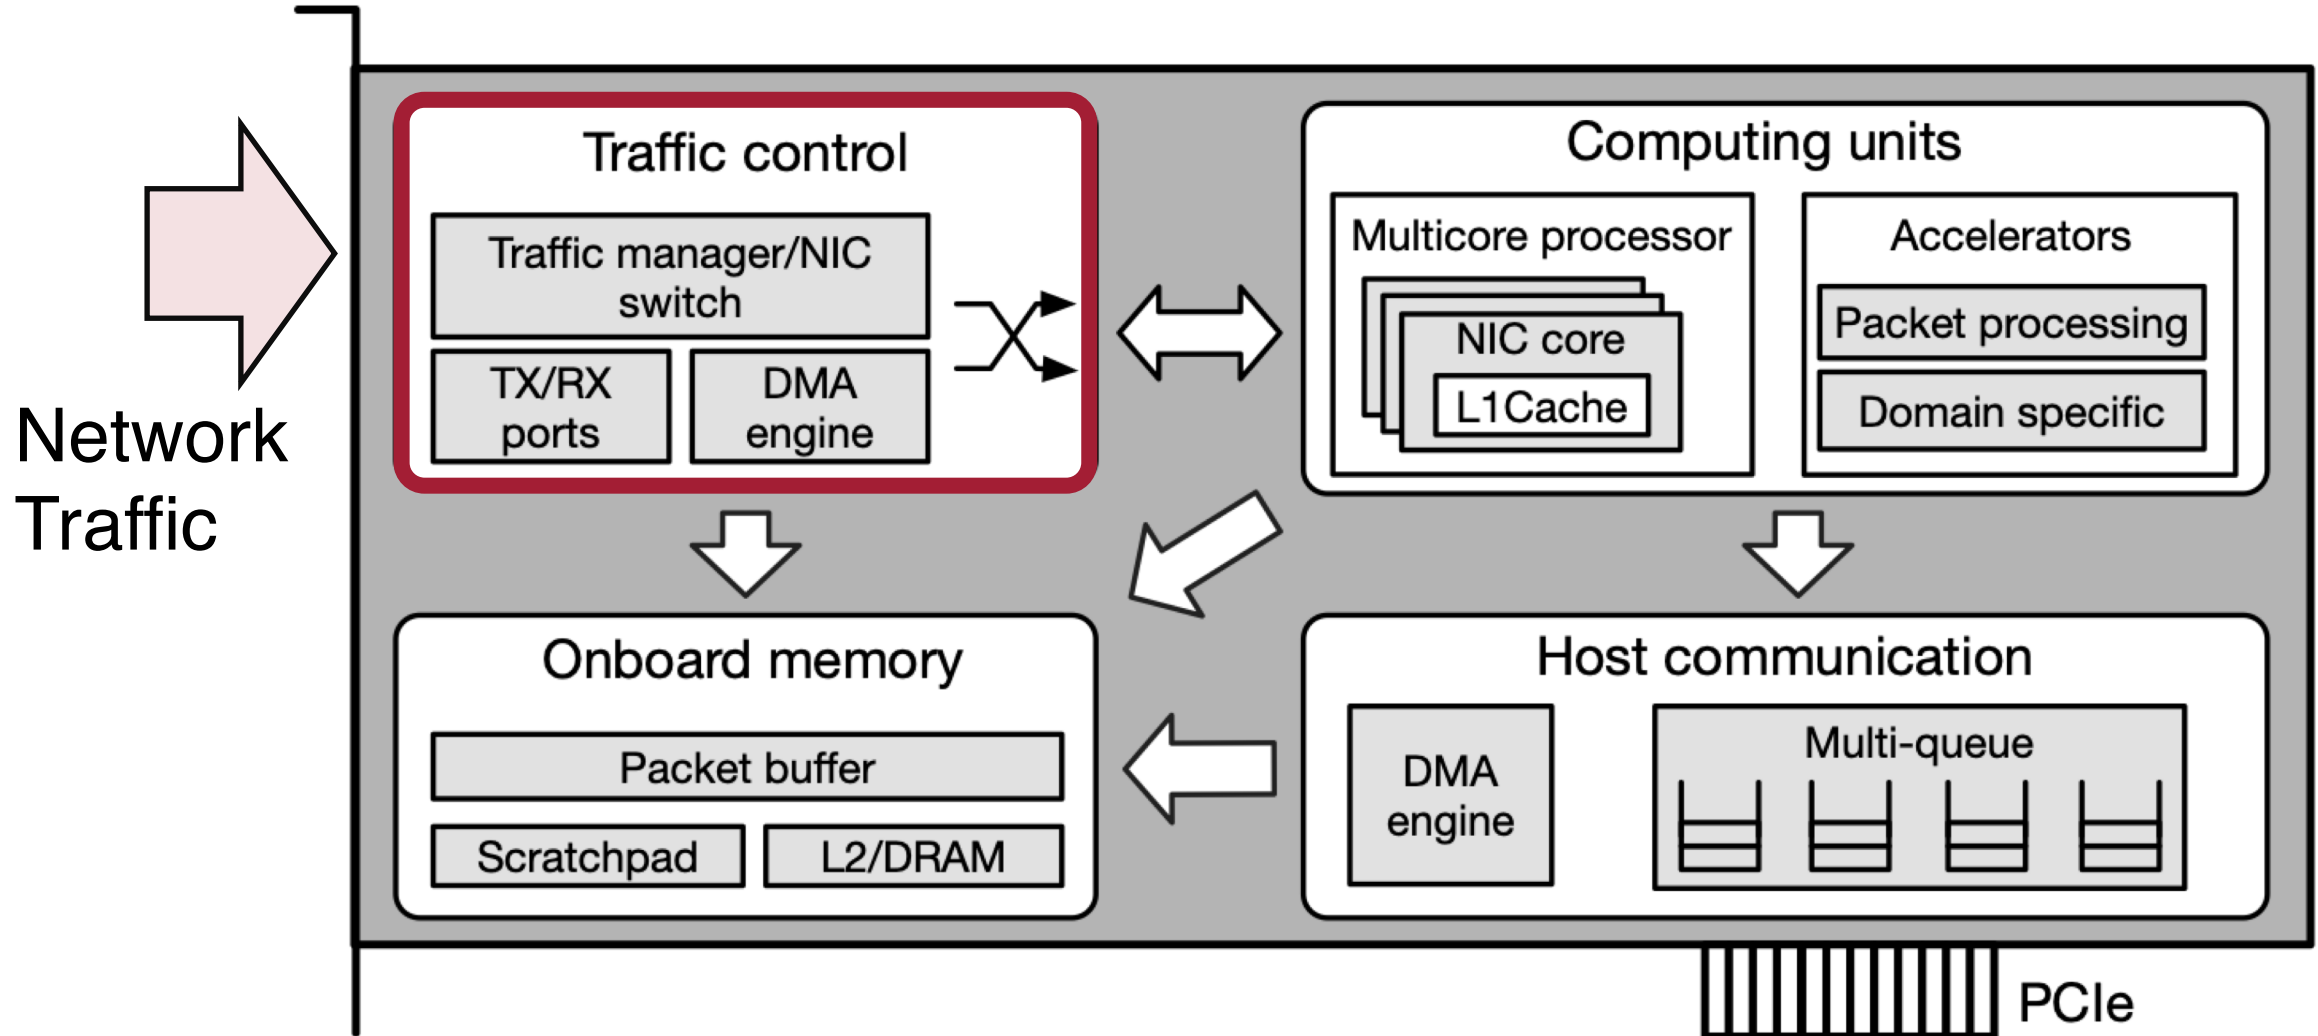 Network
Traffic
Traffic control
Traffic manager/NIC
switch
TX/RX
ports
DMA
engine
Computing units
Multicore processor
NIC core
L1Cache
Accelerators
Packet processing
Domain specific
Onboard memory
Packet buffer
Scratchpad
L2/DRAM
Host communication
DMA
engine
Multi-queue
PCIe